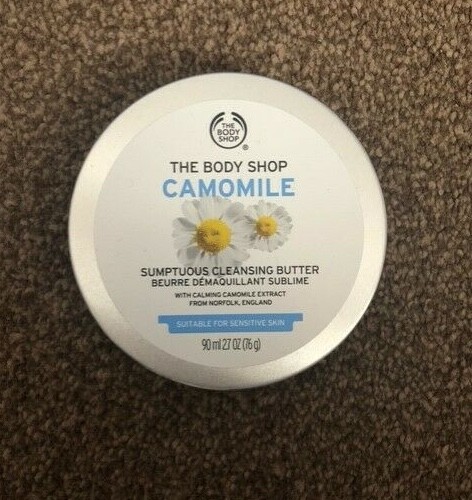 THE
BODY
SHOP
®
THE BODY SHOP
CAMOMILE
SUMPTUOUS CLEANSING BUTTER
BEURRE DÉMAQUILLANT SUBLIME
WITH CALMING CAMOMILE EXTRACT
FROM NORFOLK, ENGLAND
SUITABLE FOR SENSITIVE SKIN
90 ml 2.7 OZ (76 g)